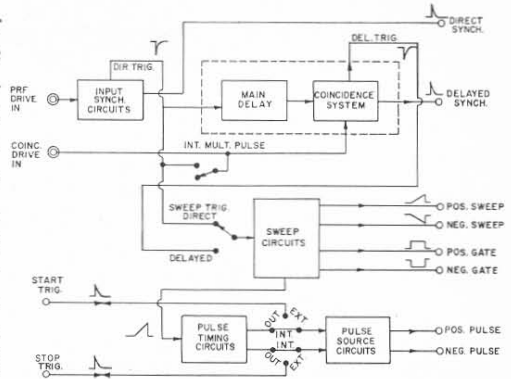 DIRECT
SYNCH.
DEL. TRIG.
DIR TRIG.
PRF
DRIVE
IN
INPUT
SYNCH.
CIRCUITS
MAIN
DELAY
COINCIDENCE
SYSTEM
DELAYED
SYNCH.
COINC.
DRIVE
IN
INT. MULT. PULSE
SWEEP TRIG.
DIRECT
DELAYED
SWEEP
CIRCUITS
POS. SWEEP
NEG. SWEEP
POS. GATE
NEG. GATE
START
TRIG.
OUT EXT
INT.
PULSE
TIMING
CIRCUITS
PULSE
SOURCE
CIRCUITS
POS. PULSE
NEG. PULSE
INT.
OUT EXT
STOP
TRIG.